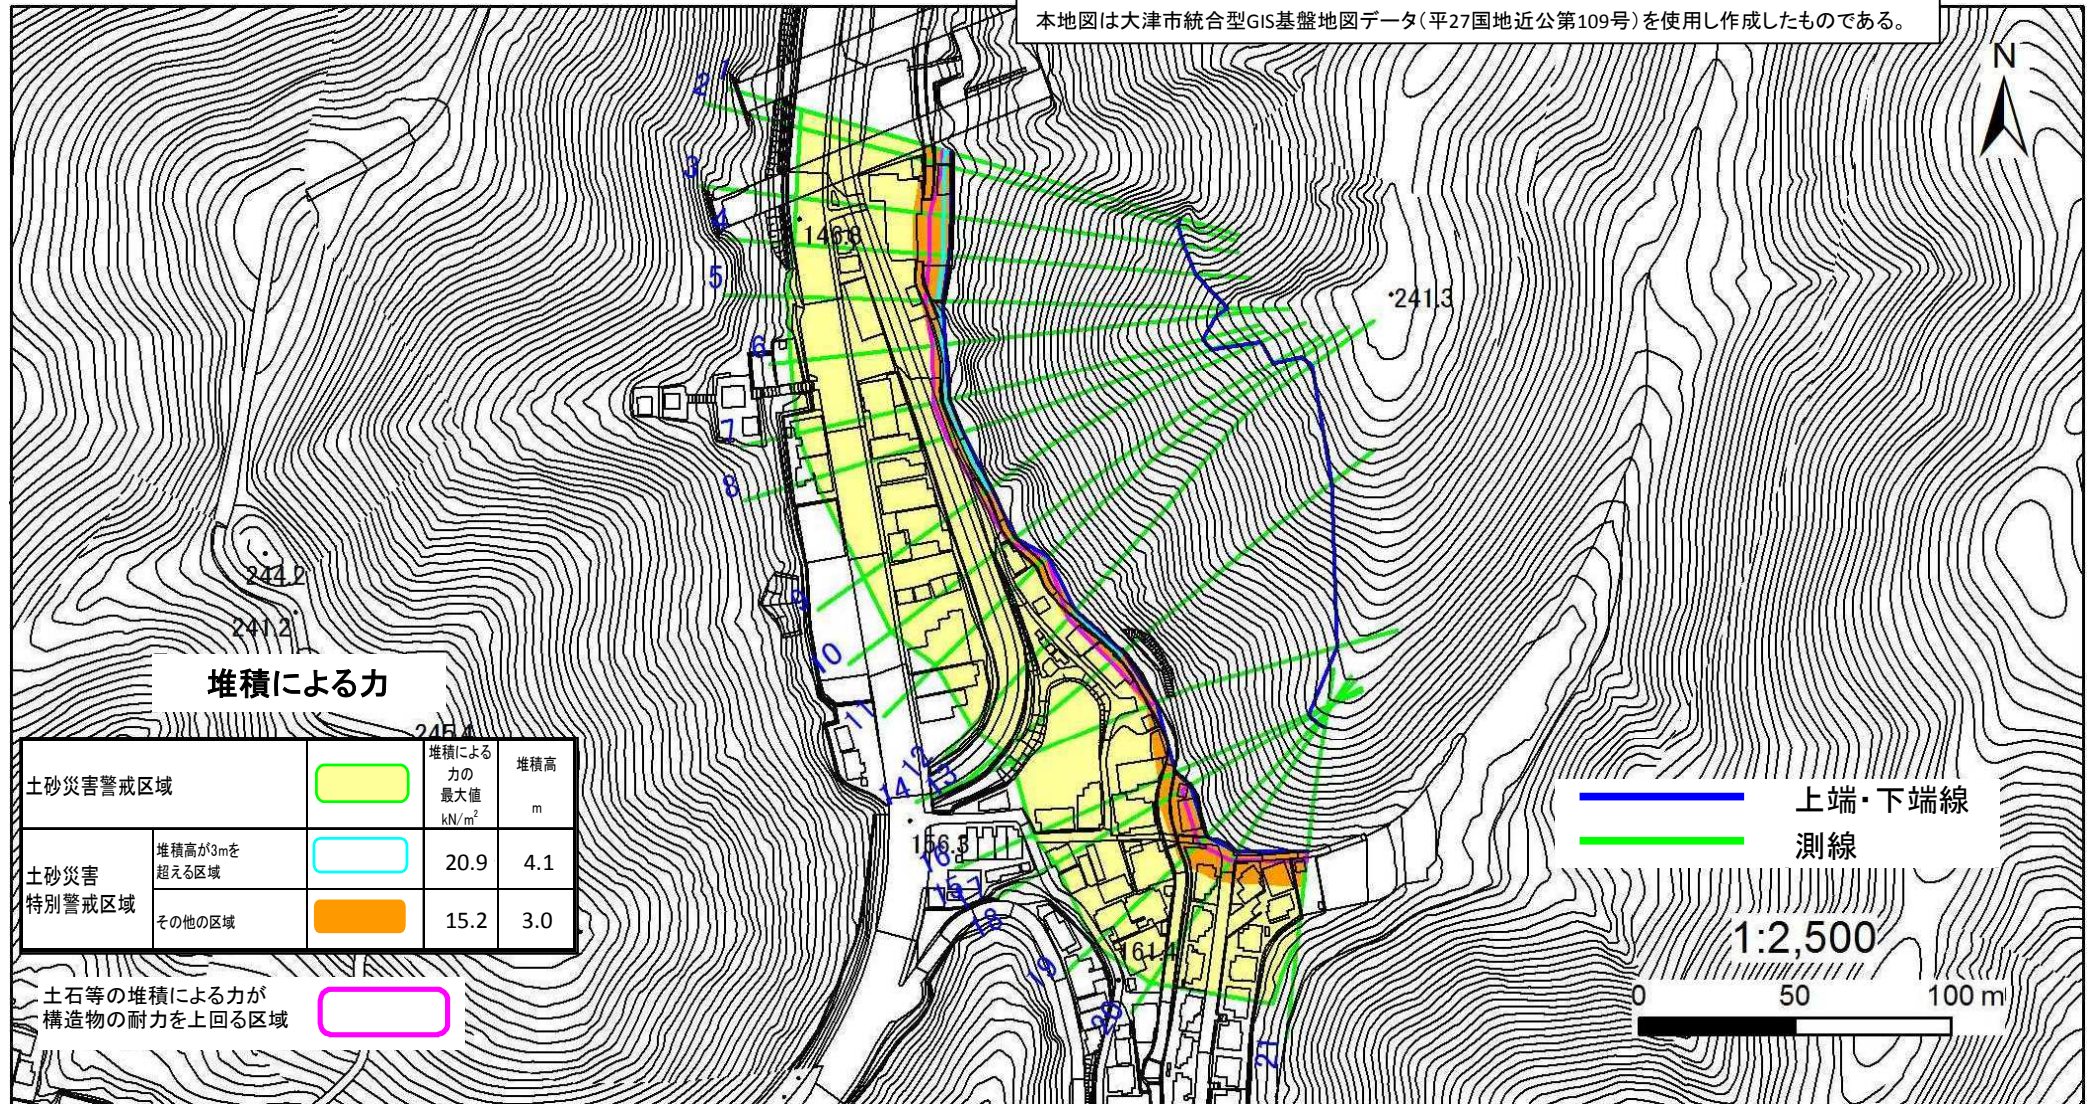 本地図は大津市統合型GIS基盤地図データ(平27国地近公第109号)を使用し作成したものである。
N
1
2
3
4
5
6
7
8
9
10
11
12
13
14
15
16
17
18
19
20
21
146.8
241.3
244.2
241.2
245.4
156.3
161.4
堆積による力
土砂災害警戒区域
堆積による
力の
最大値
kN/m²
堆積高
m
土砂災害
特別警戒区域
堆積高が3mを
超える区域
20.9
4.1
その他の区域
15.2
3.0
土石等の堆積による力が
構造物の耐力を上回る区域
上端・下端線
測線
1:2,500
0 50 100 m